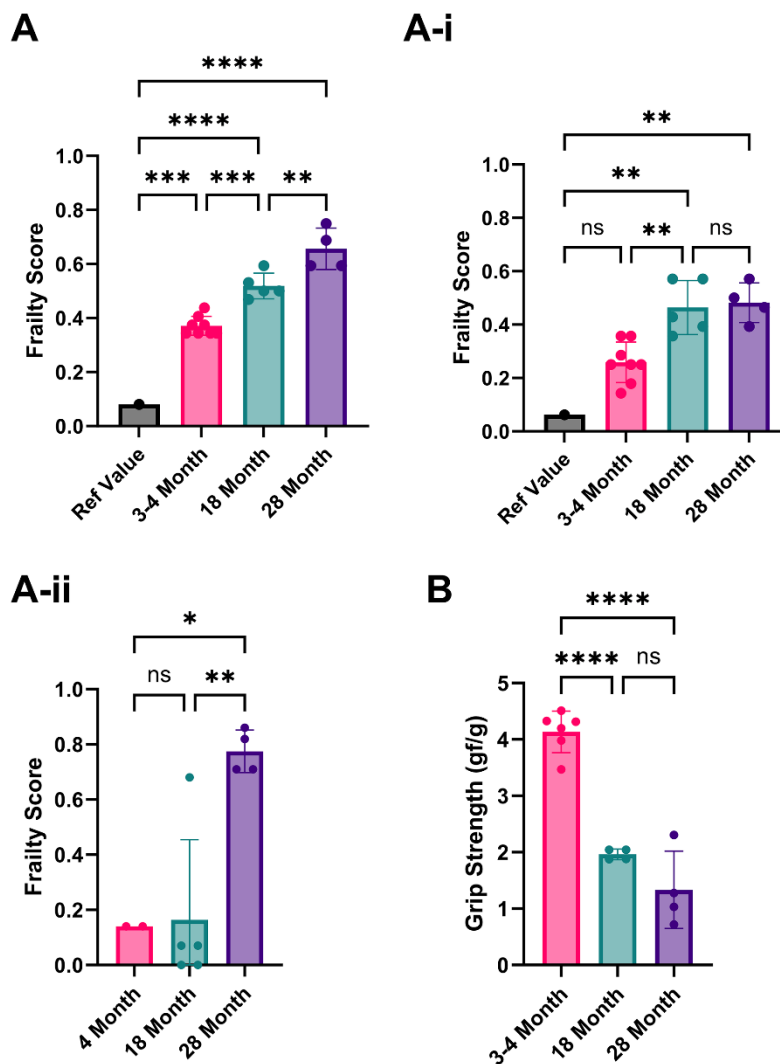 A
****
****
*** *** **
1.0
0.8
0.6
0.4
0.2
0.0
Frailty Score
Ref Value
3-4 Month
18 Month
28 Month
A-i
**
**
ns ** ns
1.0
0.8
0.6
0.4
0.2
0.0
Frailty Score
Ref Value
3-4 Month
18 Month
28 Month
A-ii
*
ns **
1.0
0.8
0.6
0.4
0.2
0.0
Frailty Score
4 Month
18 Month
28 Month
B
****
**** ns
5
4
3
2
1
0
Grip Strength (gf/g)
3-4 Month
18 Month
28 Month